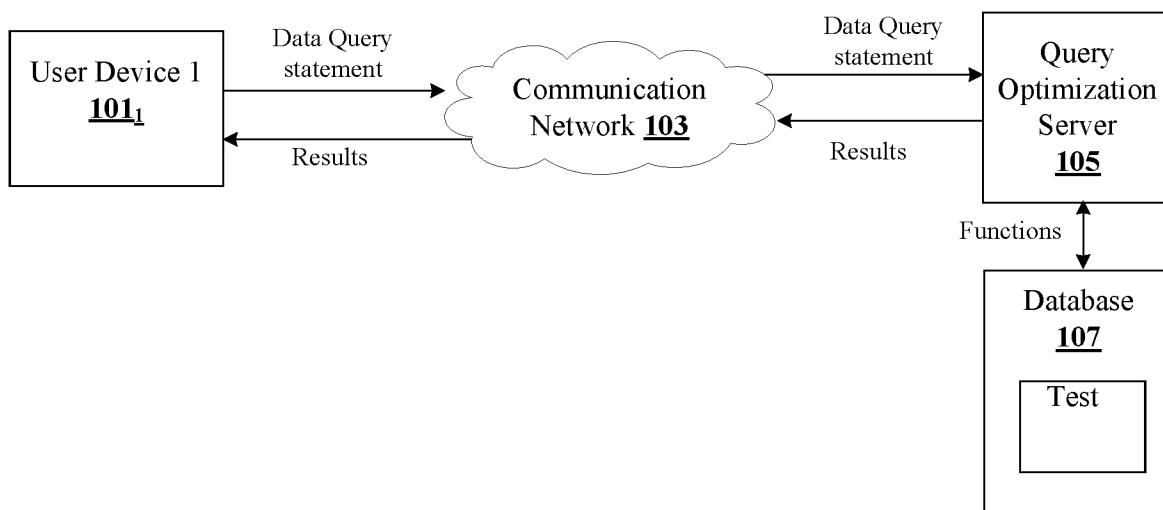 User Device 1
101₁
Data Query
statement
Results
Communication
Network 103
Data Query
statement
Results
Query
Optimization
Server
105
Functions
Database
107
Test